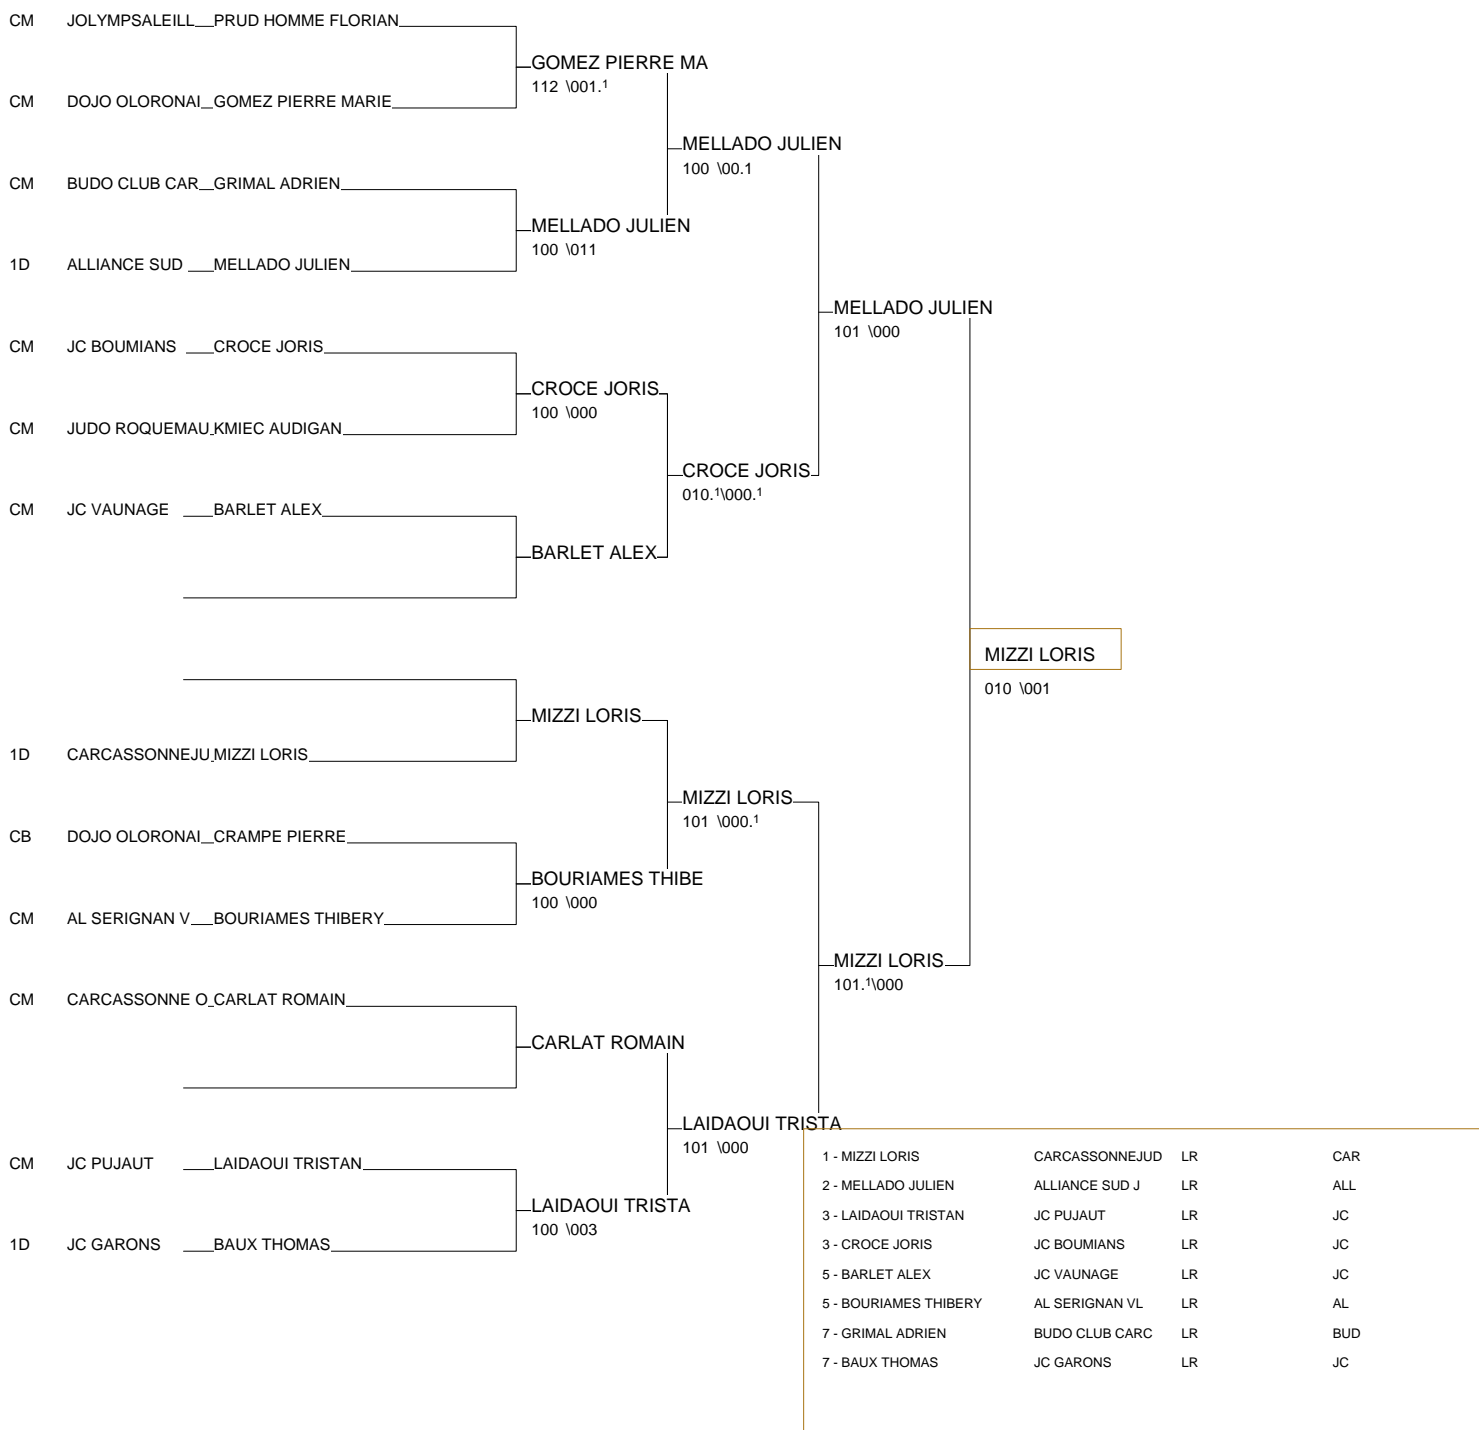 CM JOLYMPSALEILL PRUD HOMME FLORIAN
GOMEZ PIERRE MA
112 \001.1
CM DOJO OLORONAI GOMEZ PIERRE MARIE
MELLADO JULIEN
100 \00.1
CM BUDO CLUB CAR GRIMAL ADRIEN
MELLADO JULIEN
100 \011
1D ALLIANCE SUD MELLADO JULIEN
MELLADO JULIEN
101 \000
CM JC BOUMIANS CROCE JORIS
CROCE JORIS
100 \000
CM JUDO ROQUEMAU KMIEC AUDIGAN
CROCE JORIS
010.1\000.1
CM JC VAUNAGE BARLET ALEX
BARLET ALEX
MIZZI LORIS
010 \001
MIZZI LORIS
1D CARCASSONNEJU MIZZI LORIS
MIZZI LORIS
101 \000.1
CB DOJO OLORONAI CRAMPE PIERRE
BOURIAMES THIBE
100 \000
CM AL SERIGNAN V BOURIAMES THIBERY
MIZZI LORIS
101.1\000
CM CARCASSONNE O CARLAT ROMAIN
CARLAT ROMAIN
LAIDAOUI TRISTA
101 \000
CM JC PUJAUT LAIDAOUI TRISTAN
LAIDAOUI TRISTA
100 \003
1D JC GARONS BAUX THOMAS
1 - MIZZI LORIS CARCASSONNEJUD LR CAR
2 - MELLADO JULIEN ALLIANCE SUD J LR ALL
3 - LAIDAOUI TRISTAN JC PUJAUT LR JC
3 - CROCE JORIS JC BOUMIANS LR JC
5 - BARLET ALEX JC VAUNAGE LR JC
5 - BOURIAMES THIBERY AL SERIGNAN VL LR AL
7 - GRIMAL ADRIEN BUDO CLUB CARC LR BUD
7 - BAUX THOMAS JC GARONS LR JC